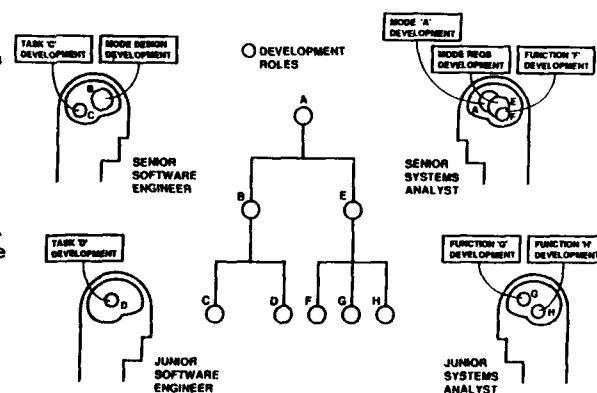 TASK 'C'
DEVELOPMENT
MODE DESIGN
DEVELOPMENT
B
C
SENIOR
SOFTWARE
ENGINEER
DEVELOPMENT
ROLES
MODE 'A'
DEVELOPMENT
MODE REQS
DEVELOPMENT
FUNCTION 'F'
DEVELOPMENT
A
E
F
SENIOR
SYSTEMS
ANALYST
A
B
E
C
D
F
G
H
TASK 'D'
DEVELOPMENT
D
JUNIOR
SOFTWARE
ENGINEER
FUNCTION 'G'
DEVELOPMENT
FUNCTION 'H'
DEVELOPMENT
G
H
JUNIOR
SYSTEMS
ANALYST